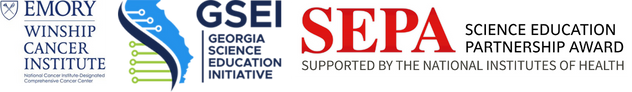 EMORY
WINSHIP
CANCER
INSTITUTE
National Cancer Institute-Designated
Comprehensive Cancer Center
GSEI
GEORGIA
SCIENCE
EDUCATION
INITIATIVE
SEPA
SCIENCE EDUCATION
PARTNERSHIP AWARD
SUPPORTED BY THE NATIONAL INSTITUTES OF HEALTH